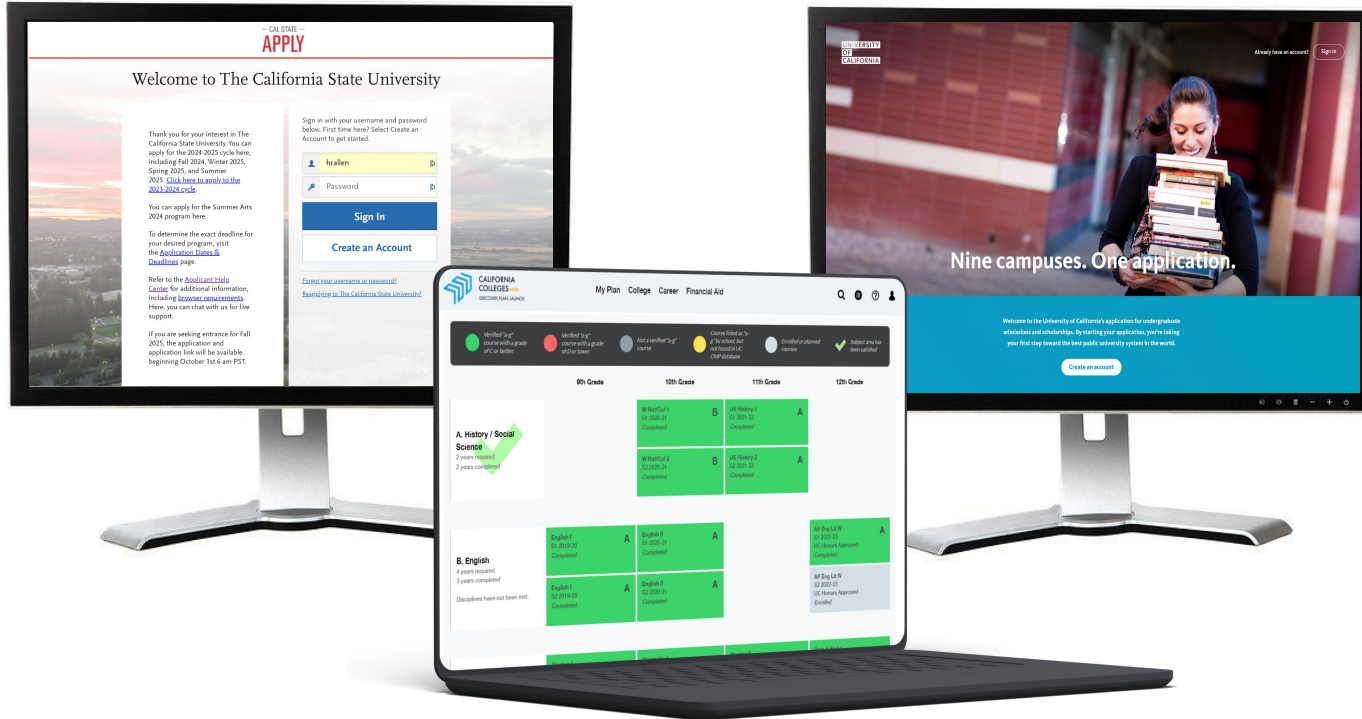 — CAL STATE —
APPLY
Welcome to The California State University
Thank you for your interest in The
California State University. You can
apply for the 2024-2025 cycle here,
including Fall 2024, Winter 2025,
Spring 2025, and Summer
2025. Click here to apply to the
2023-2024 cycle.
You can apply for the Summer Arts
2024 program here.
To determine the exact deadline for
your desired program, visit
the Application Dates &
Deadlines page.
Refer to the Applicant Help
Center for additional information,
including browser requirements.
Here, you can chat with us for live
support.
If you are seeking entrance for Fall
2025, the application and
application link will be available
beginning October 1st 6 am PST.
Sign in with your username and password
below. First time here? Select Create an
Account to get started.
hrallen
Password
Sign In
Create an Account
Forgot your username or password?
Reapplying to The California State University?
UNIVERSITY
OF
CALIFORNIA
Already have an account?
Sign in
Nine campuses. One application.
Welcome to the University of California's application for undergraduate
admissions and scholarships. By starting your application, you're taking
your first step toward the best public university system in the world.
Create an account
CALIFORNIA
COLLEGES
DISCOVER. PLAN. LAUNCH.
My Plan College Career Financial Aid
Verified "a-g"
course with a grade
of C or better
Verified "a-g"
course with a grade
of D or lower
Not a verified "a-g"
course
Course listed as "a-
g" by school, but
not found in UC
CMP database
Enrolled or planned
courses
Subject area has
been satisfied
9th Grade 10th Grade 11th Grade 12th Grade
A. History / Social
Science
2 years required
2 years completed
W Hist/Cul 1 B
S1 2020-21
Completed
US History 1 A
S1 2021-22
Completed
W Hist/Cul 2 B
S2 2020-21
Completed
US History 2 A
S2 2021-22
Completed
B. English
4 years required
3 years completed
Disciplines have not been met.
English I A
S1 2019-20
Completed
English II A
S1 2020-21
Completed
AP Eng Lit IV A
S1 2022-23
UC Honors Approved
Completed
English I A
S2 2019-20
Completed
English II A
S2 2020-21
Completed
AP Eng Lit IV
S2 2022-23
UC Honors Approved
Enrolled